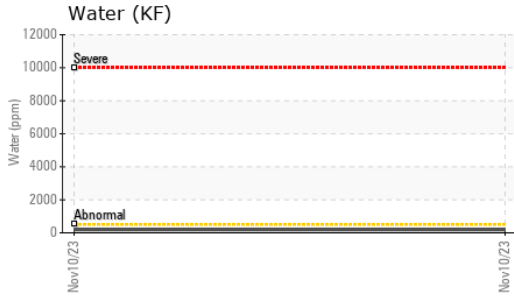 Water (KF)
12000
Severe
10000
8000
Water (ppm)
6000
4000
2000
Abnormal
0
Nov10/23
Nov10/23